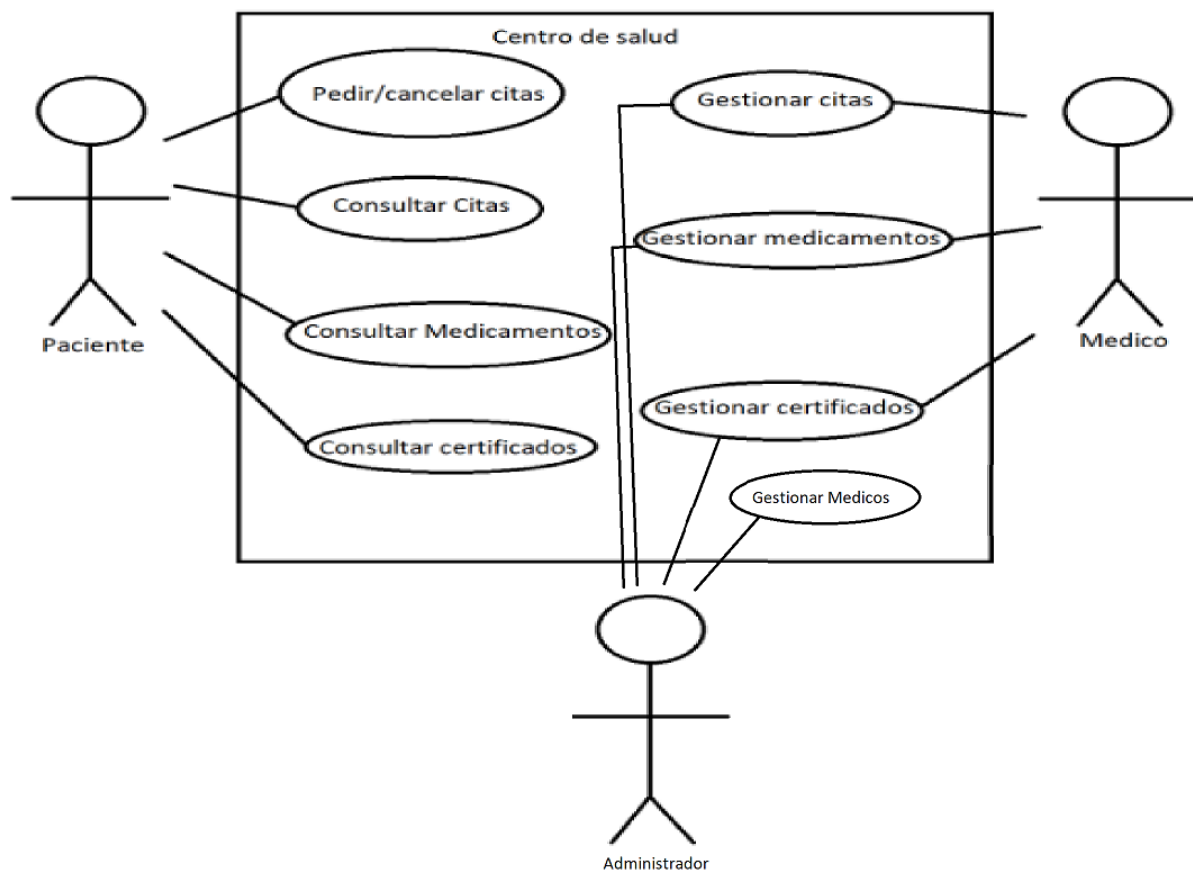 Centro de salud
Pedir/cancelar citas
Gestionar citas
Consultar Citas
Gestionar medicamentos
Consultar Medicamentos
Paciente
Medico
Gestionar certificados
Consultar certificados
Gestionar Medicos
Administrador